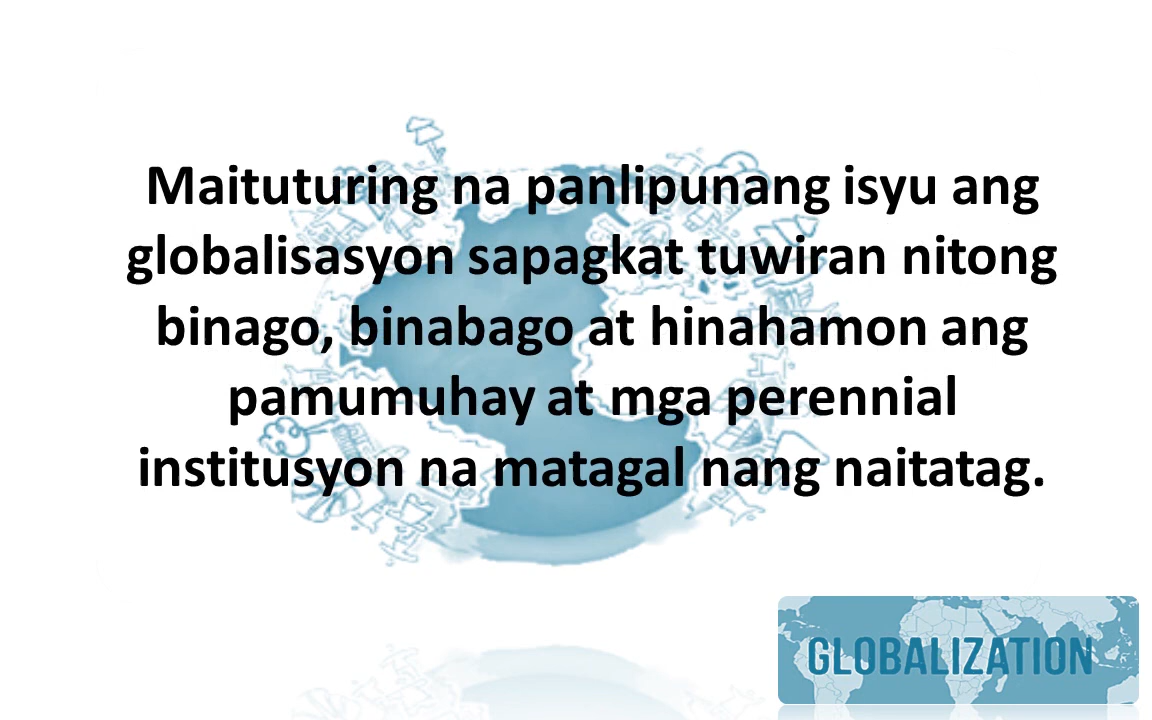 Maituturing na panlipunang isyu ang
globalisasyon sapagkat tuwiran nitong
binago, binabago at hinahamon ang
pamumuhay at mga perennial
institusyon na matagal nang naitatag.
GLOBALIZATION